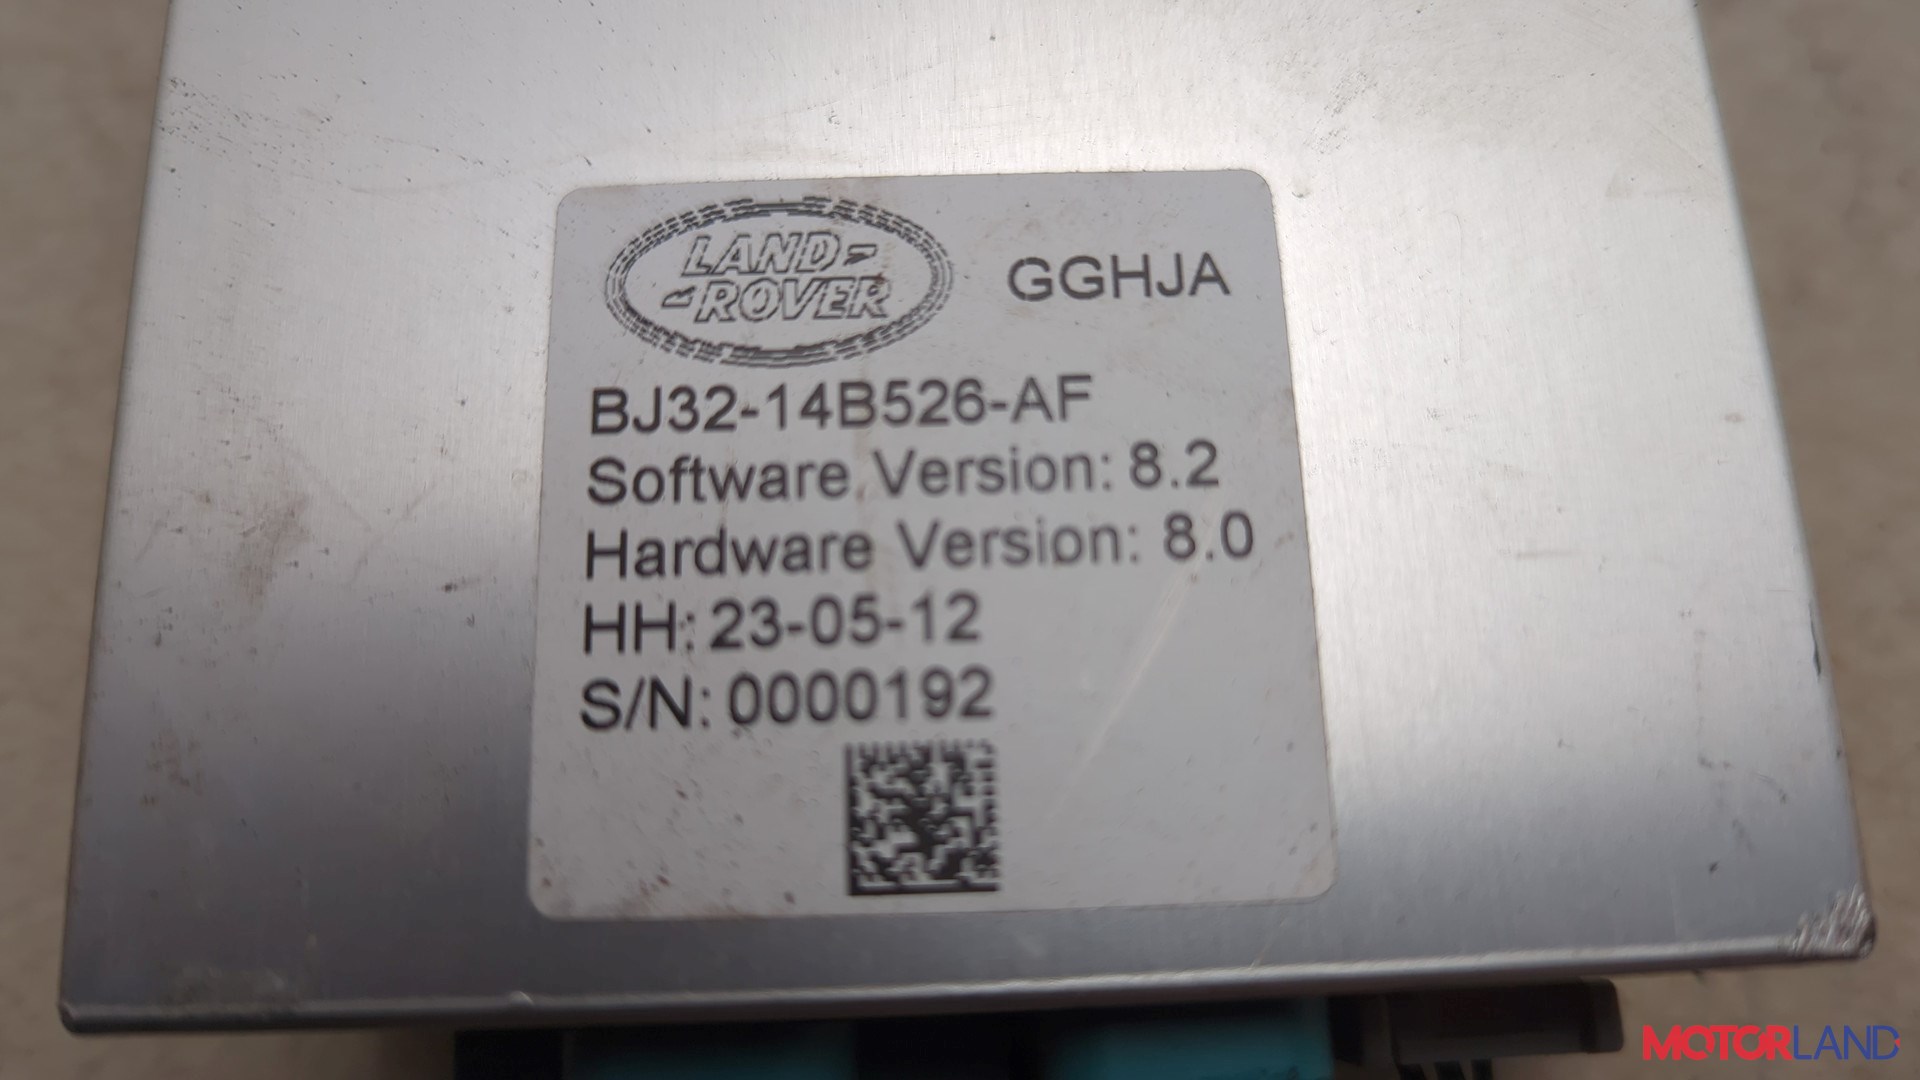 LAND-
-ROVER
GGHJA
BJ32-14B526-AF
Software Version: 8.2
Hardware Version: 8.0
HH: 23-05-12
S/N: 0000192
MOTORLAND